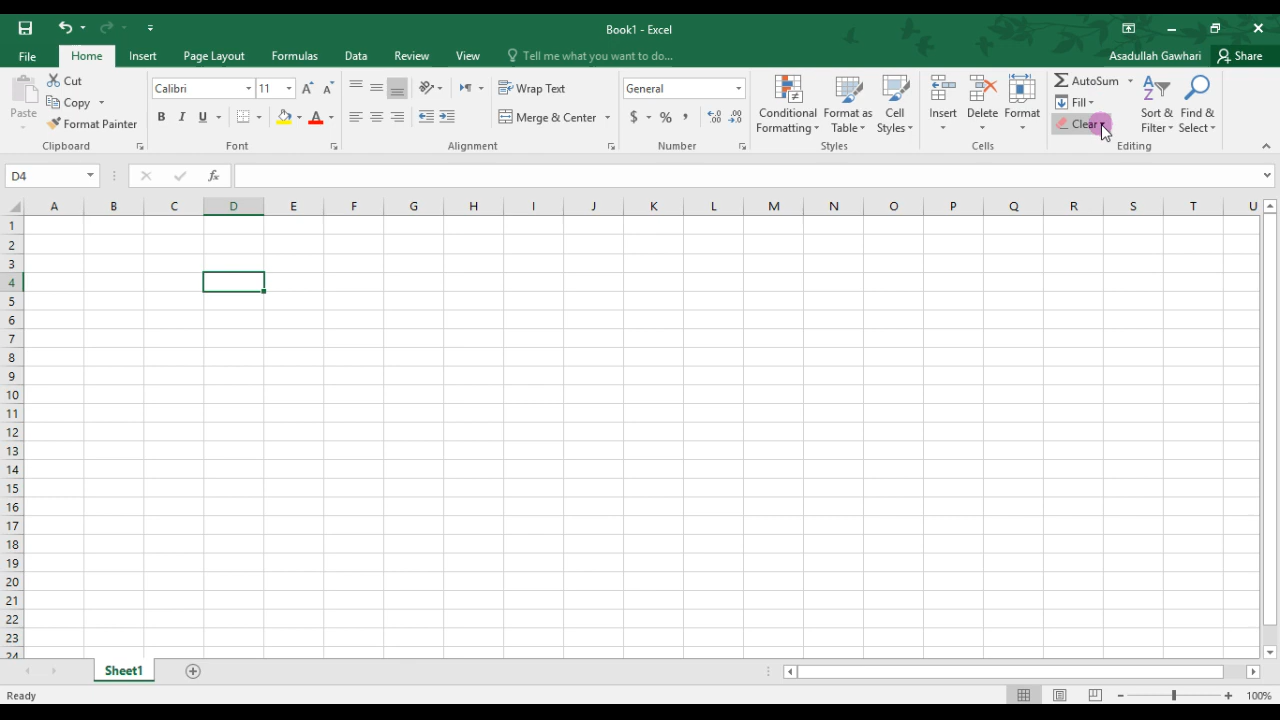 Book1 - Excel
File Home Insert Page Layout Formulas Data Review View Tell me what you want to do... Asadullah Gawhari Share
Paste
Cut
Copy
Format Painter
Clipboard
Calibri 11
B I U A
Font
Wrap Text
Merge & Center
Alignment
General
$ % ,
Number
Conditional Formatting
Format as Table
Cell Styles
Styles
Insert Delete Format
Cells
AutoSum
Fill
Clear
Sort & Filter
Find & Select
Editing
D4 fx
A B C D E F G H I J K L M N O P Q R S T U
1
2
3
4
5
6
7
8
9
10
11
12
13
14
15
16
17
18
19
20
21
22
23
24
Sheet1
Ready 100%